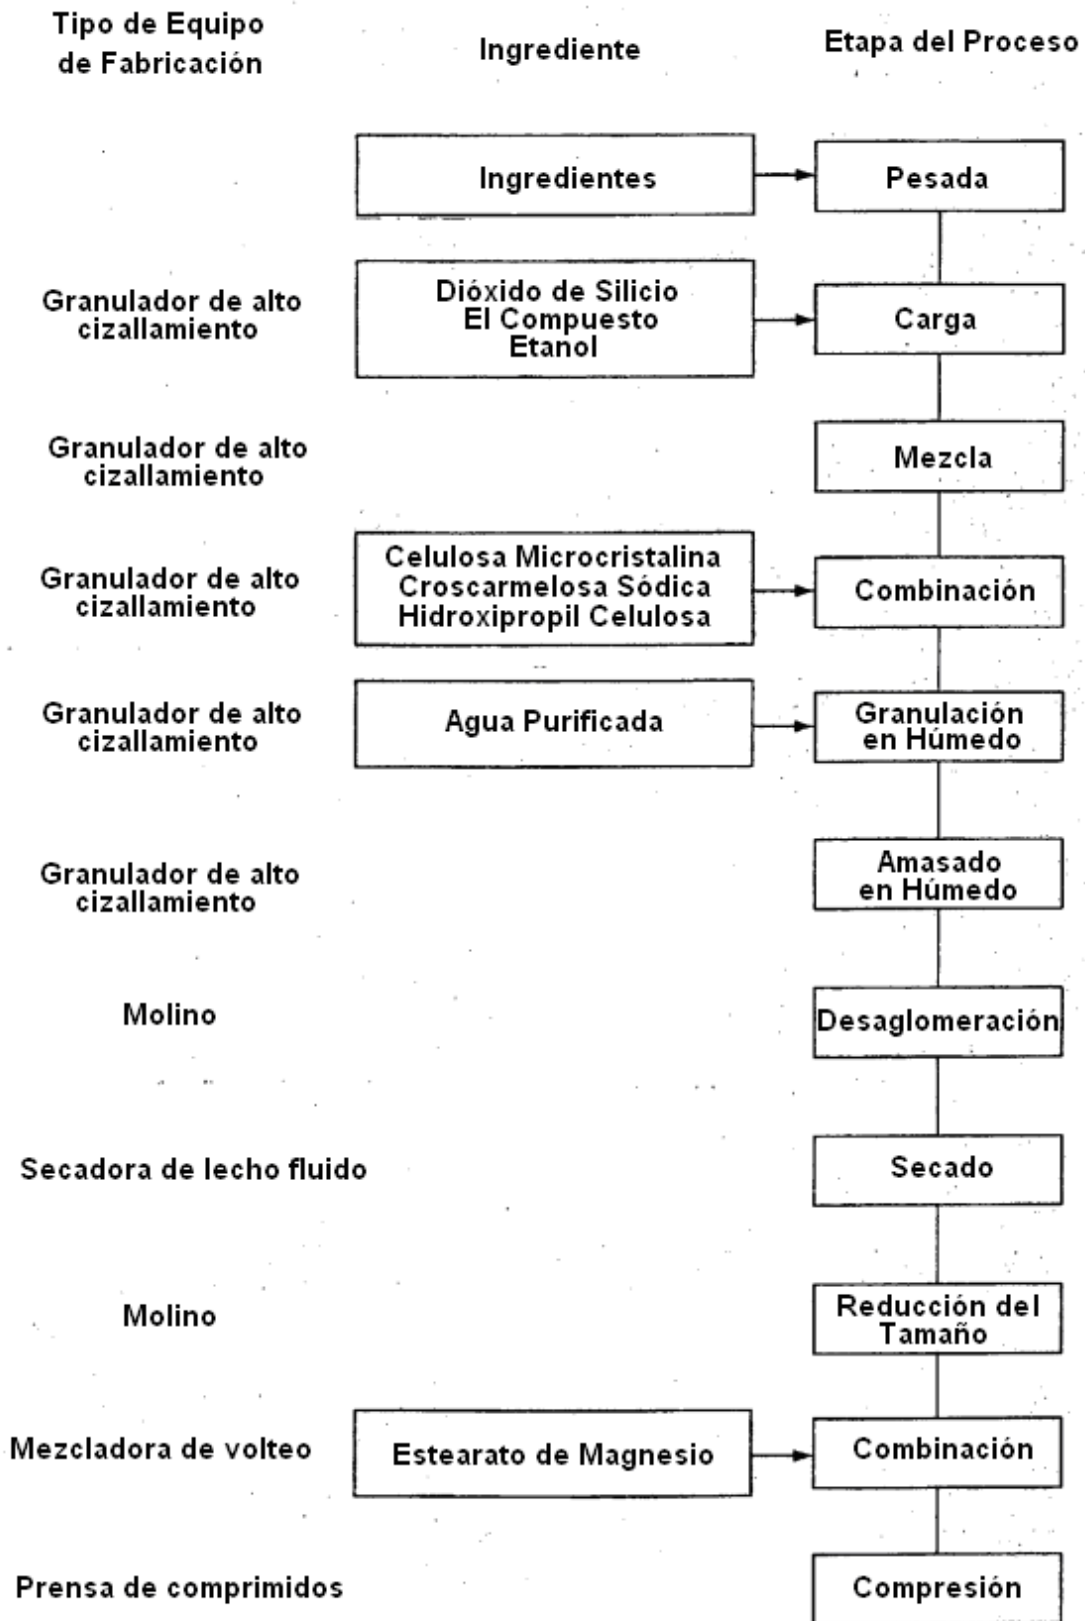 Tipo de Equipo
de Fabricación
Ingrediente
Etapa del Proceso
Ingredientes
Pesada
Granulador de alto
cizallamiento
Dióxido de Silicio
El Compuesto
Etanol
Carga
Granulador de alto
cizallamiento
Mezcla
Granulador de alto
cizallamiento
Celulosa Microcristalina
Croscarmelosa Sódica
Hidroxipropil Celulosa
Combinación
Granulador de alto
cizallamiento
Agua Purificada
Granulación
en Húmedo
Granulador de alto
cizallamiento
Amasado
en Húmedo
Molino
Desaglomeración
Secadora de lecho fluido
Secado
Molino
Reducción del
Tamaño
Mezcladora de volteo
Estearato de Magnesio
Combinación
Prensa de comprimidos
Compresión